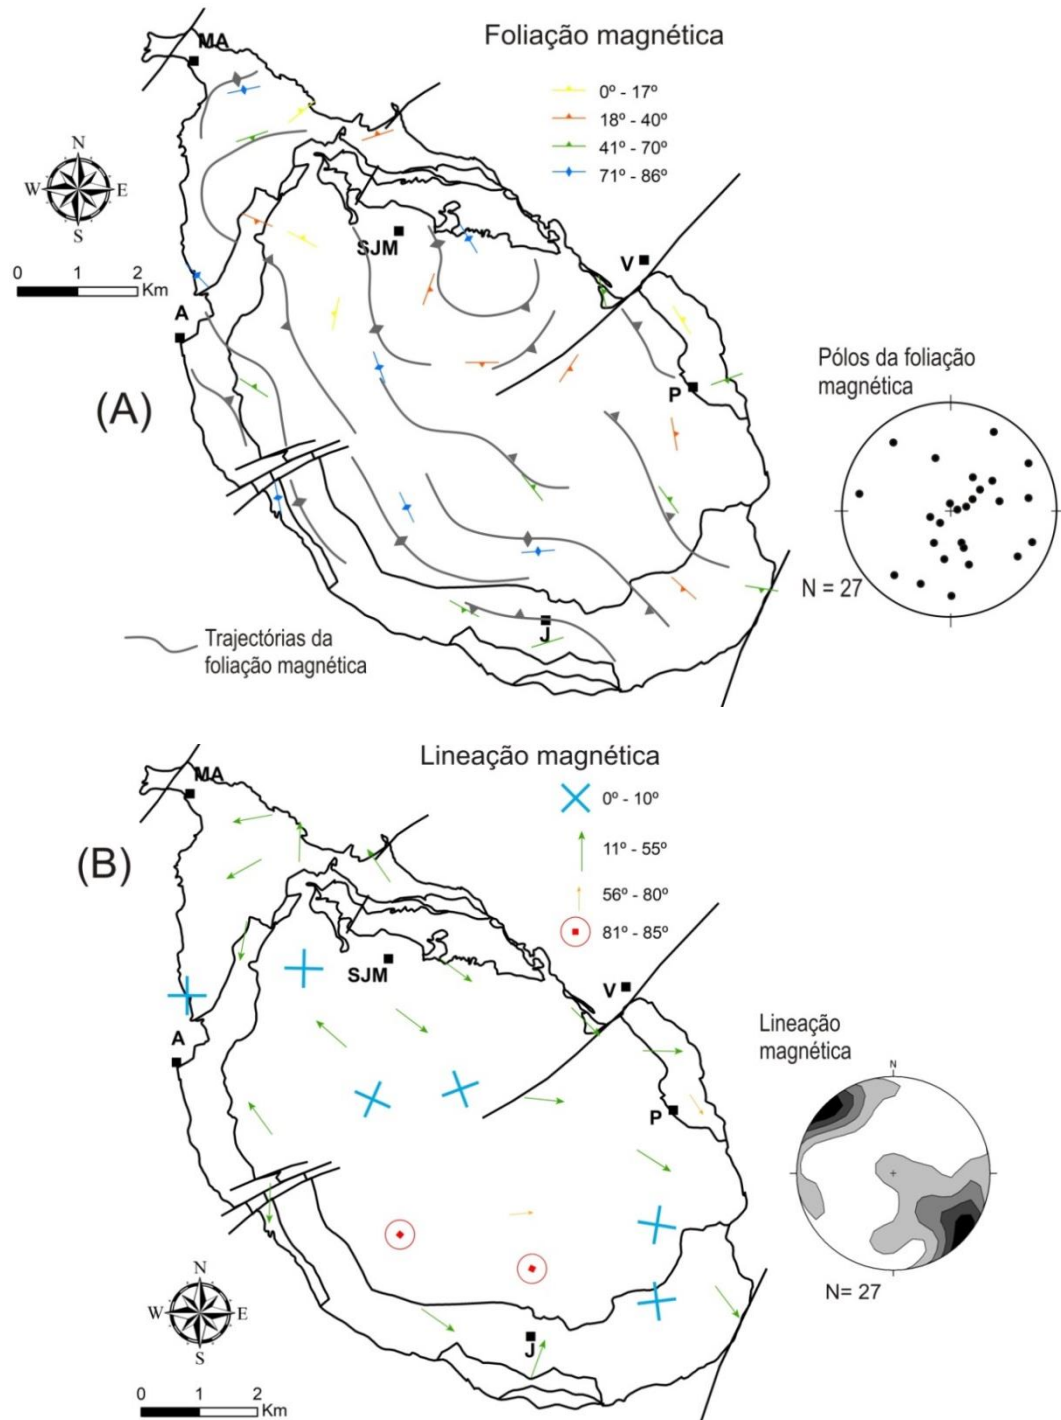 Foliação magnética
MA
0º - 17º
18º - 40º
41º - 70º
71º - 86º
N
W E
S
SJM
V
0 1 2
Km
A
Pólos da foliação
magnética
(A)
P
N = 27
J
Trajectórias da
foliação magnética
Lineação magnética
MA
0º - 10º
(B)
11º - 55º
56º - 80º
81º - 85º
SJM
V
A
Lineação
magnética
N
P
N= 27
N
W E
S
J
0 1 2
Km